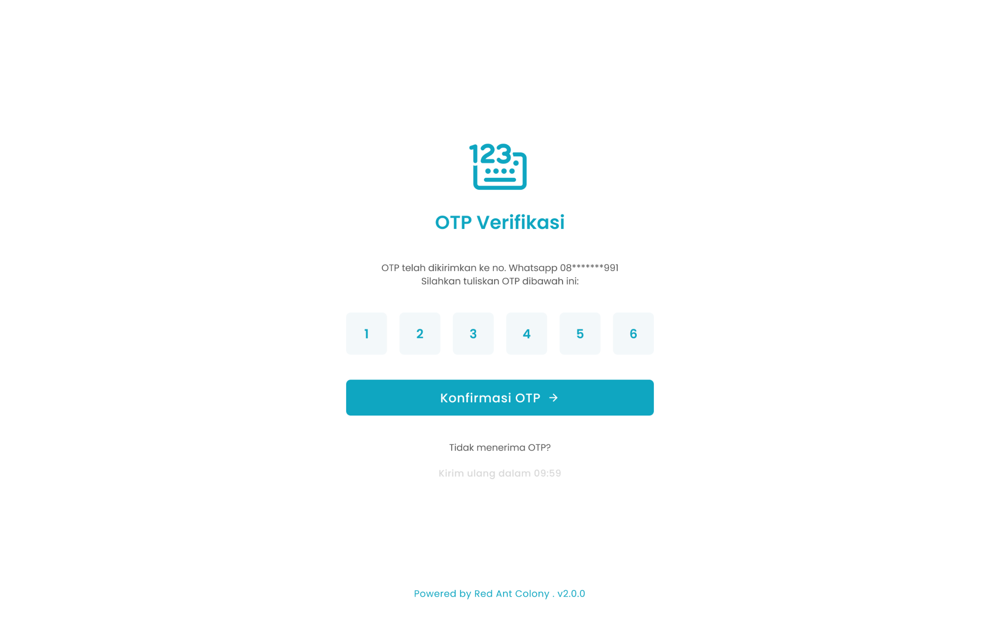 123
OTP Verifikasi
OTP telah dikirimkan ke no. Whatsapp 08*******991
Silahkan tuliskan OTP dibawah ini:
1 2 3 4 5 6
Konfirmasi OTP →
Tidak menerima OTP?
Kirim ulang dalam 09:59
Powered by Red Ant Colony . v2.0.0